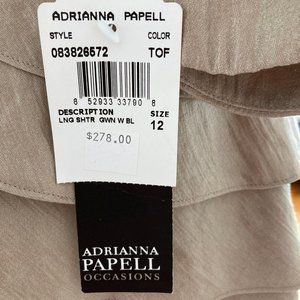 ADRIANNA PAPELL
STYLE COLOR
083826572 TOF
8 52933 33790 8
DESCRIPTION SIZE
LNG SHTR GWN W BL 12
$278.00
ADRIANNA
PAPELL
OCCASIONS